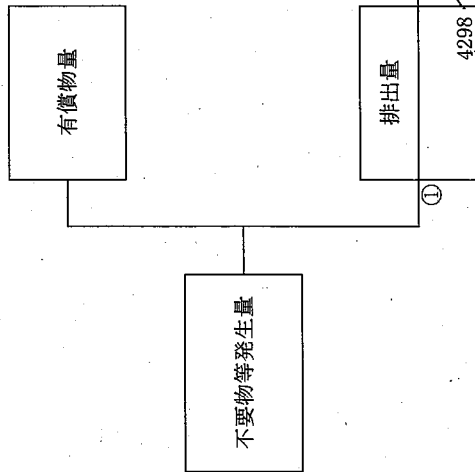 不要物等発生量
有償物量
①
排出量
4298